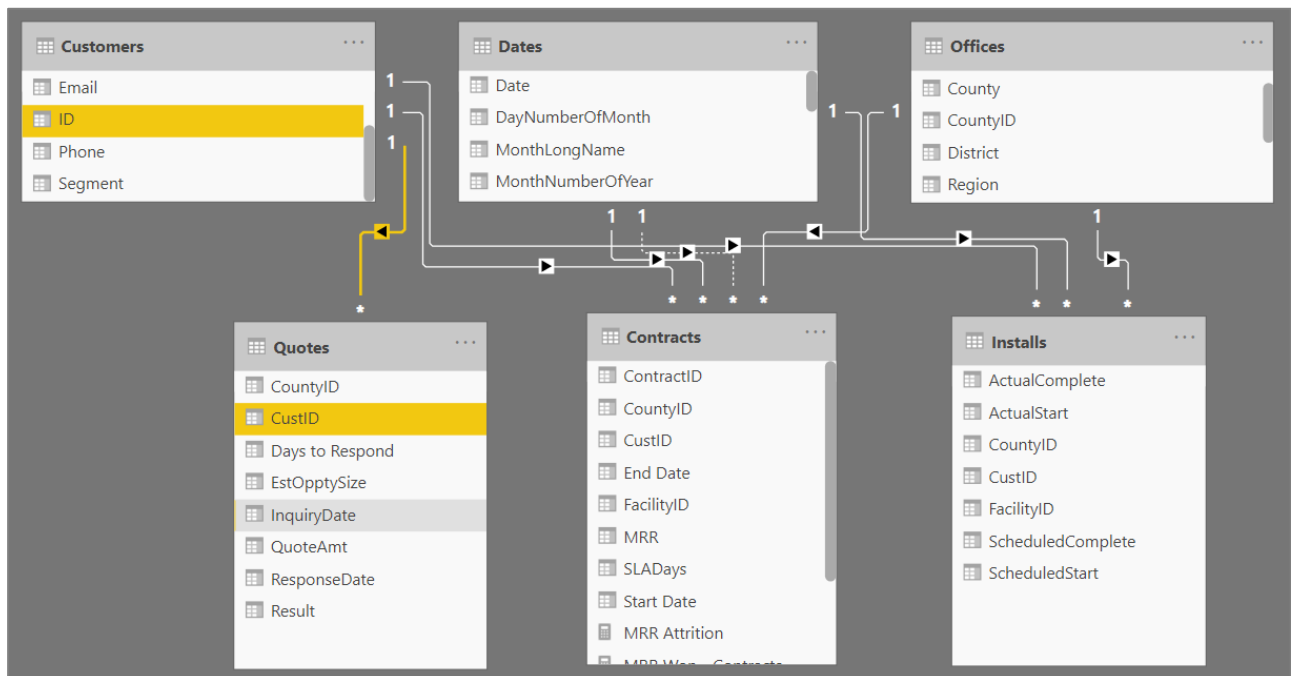 Customers
Email
ID
Phone
Segment
Dates
Date
DayNumberOfMonth
MonthLongName
MonthNumberOfYear
Offices
County
CountyID
District
Region
1
1
1
1
1
1
1
1
*
*
*
*
*
*
*
*
Quotes
CountyID
CustID
Days to Respond
EstOpptySize
InquiryDate
QuoteAmt
ResponseDate
Result
Contracts
ContractID
CountyID
CustID
End Date
FacilityID
MRR
SLADays
Start Date
MRR Attrition
Installs
ActualComplete
ActualStart
CountyID
CustID
FacilityID
ScheduledComplete
ScheduledStart